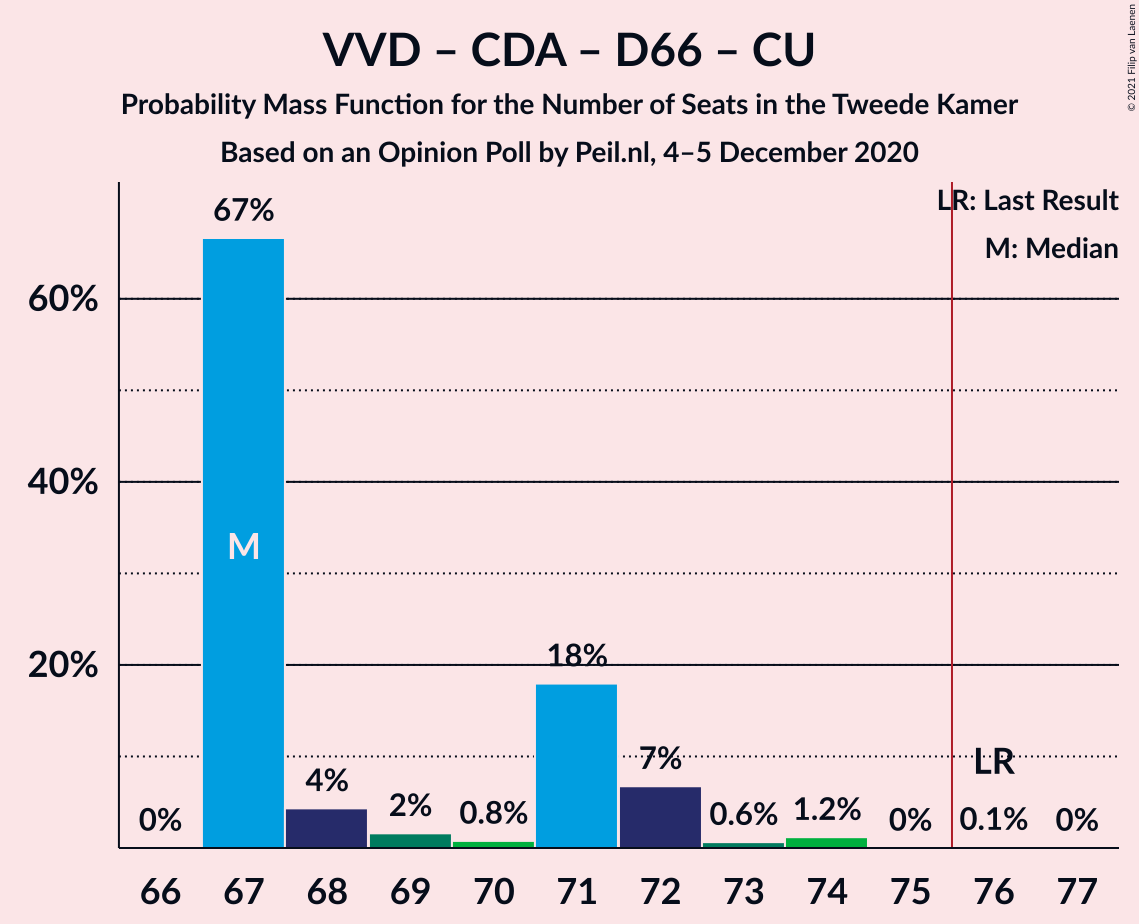 VVD – CDA – D66 – CU
Probability Mass Function for the Number of Seats in the Tweede Kamer
Based on an Opinion Poll by Peil.nl, 4–5 December 2020
© 2021 Filip van Laenen
LR: Last Result
M: Median
67%
60%
40%
M
20%
18%
7%
LR
4%
2%
0.8%
0.6%
1.2%
0%
0%
0.1%
0%
66 67 68 69 70 71 72 73 74 75 76 77